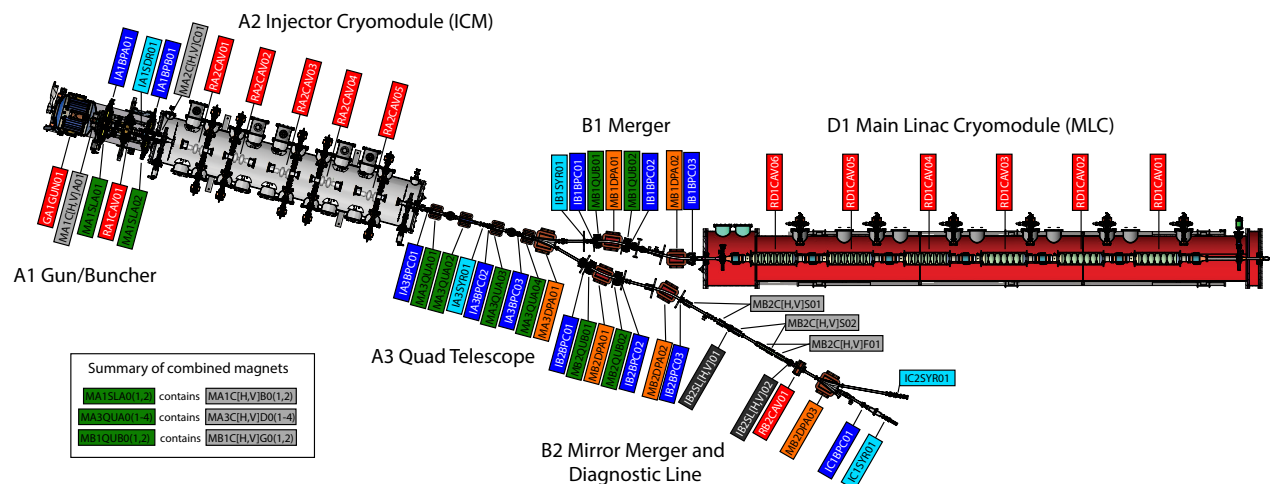 A2 Injector Cryomodule (ICM)
IA1BPA01
IA1SDR01
IA1BPB01
MA2C[H,V]C01
RA2CAV01
RA2CAV02
RA2CAV03
RA2CAV04
RA2CAV05
GA1GUN01
MA1C[H,V]A01
MA1SLA01
RA1CAV01
MA1SLA02
A1 Gun/Buncher
B1 Merger
IB1SYR01
IB1BPC01
MB1QUB01
MB1DPA01
MB1QUB02
IB1BPC02
MB1DPA02
IB1BPC03
D1 Main Linac Cryomodule (MLC)
RD1CAV06
RD1CAV05
RD1CAV04
RD1CAV03
RD1CAV02
RD1CAV01
IA3BPC01
MA3QUA01
MA3QUA02
IA3SYR01
IA3BPC02
MA3QUA03
IA3BPC03
MA3QUA04
MA3DPA01
A3 Quad Telescope
IB2BPC01
MB2QUB01
MB2DPA01
MB2QUB02
IB2BPC02
MB2DPA02
IB2BPC03
IB2SL[H,V]01
MB2C[H,V]S01
MB2C[H,V]S02
MB2C[H,V]F01
IB2SL[H,V]02
RB2CAV01
MB2DPA03
IC1BPC01
IC1SYR01
IC2SYR01
B2 Mirror Merger and
Diagnostic Line
Summary of combined magnets
MA1SLA0(1,2) contains MA1C[H,V]B0(1,2)
MA3QUA0(1-4) contains MA3C[H,V]D0(1-4)
MB1QUB0(1,2) contains MB1C[H,V]G0(1,2)